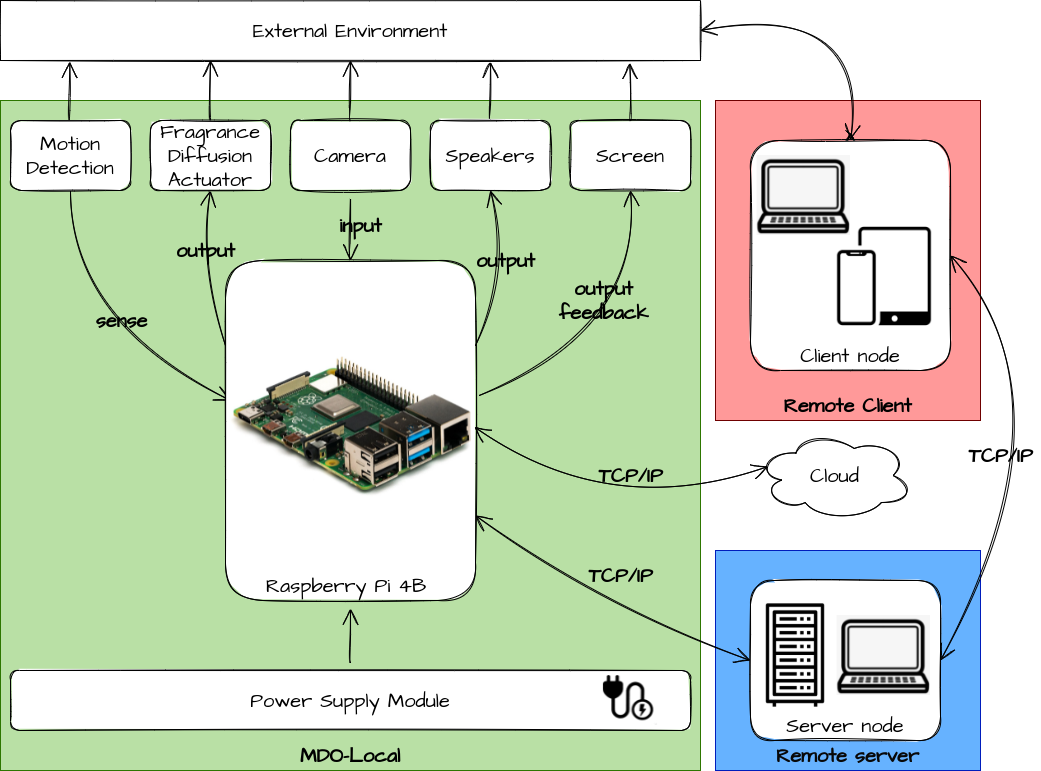 External Environment
Motion
Detection
Fragrance
Diffusion
Actuator
Camera
Speakers
Screen
input
output
output
output
feedback
sense
Raspberry Pi 4B
Power Supply Module
MDO-Local
Client node
Remote Client
TCP/IP
TCP/IP
Cloud
TCP/IP
Server node
Remote server